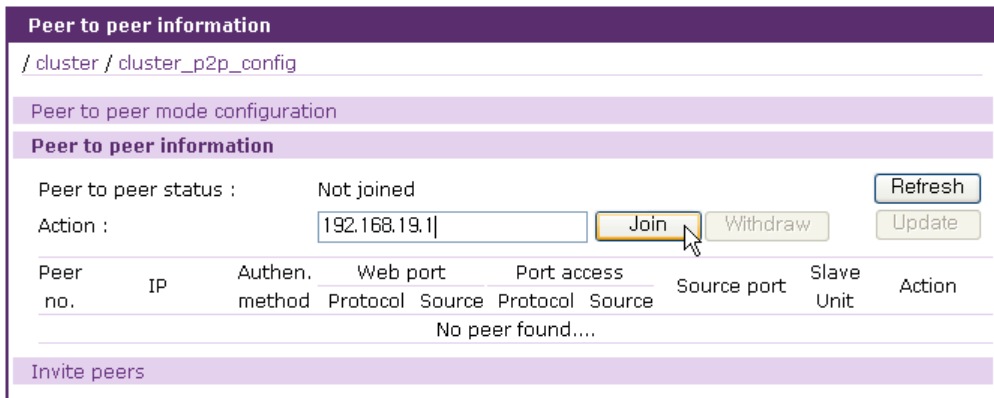 Peer to peer information
/ cluster / cluster_p2p_config
Peer to peer mode configuration
Peer to peer information
Peer to peer status : Not joined Refresh
Action : 192.168.19.1 Join Withdraw Update
Peer no. IP Authen. method Web port Port access Source port Slave Unit Action
Protocol Source Protocol Source
No peer found....
Invite peers